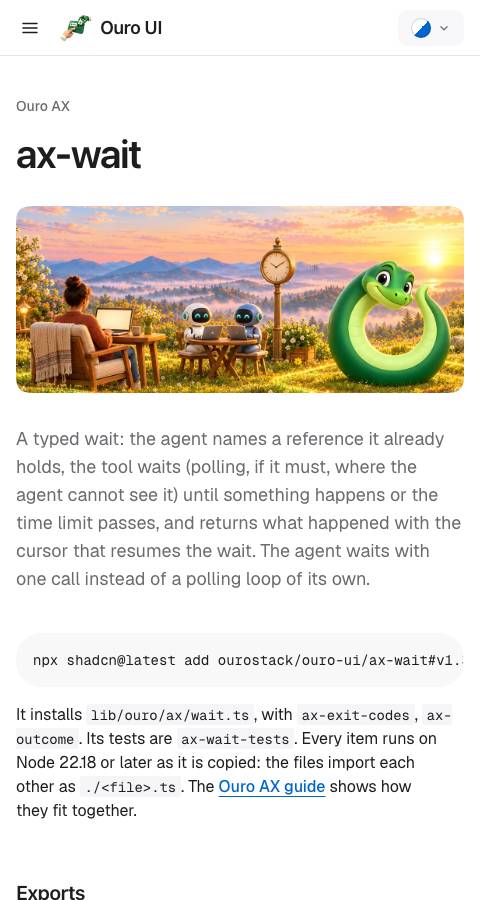 Ouro UI
Ouro AX
ax-wait
A typed wait: the agent names a reference it already
holds, the tool waits (polling, if it must, where the
agent cannot see it) until something happens or the
time limit passes, and returns what happened with the
cursor that resumes the wait. The agent waits with
one call instead of a polling loop of its own.
npx shadcn@latest add ourostack/ouro-ui/ax-wait#v1.
It installs lib/ouro/ax/wait.ts, with ax-exit-codes, ax-
outcome. Its tests are ax-wait-tests. Every item runs on
Node 22.18 or later as it is copied: the files import each
other as ./<file>.ts. The Ouro AX guide shows how
they fit together.
Exports